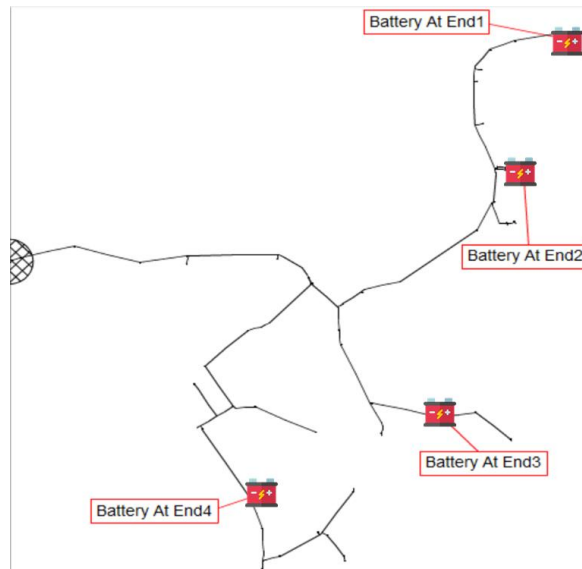 Battery At End1
Battery At End2
Battery At End3
Battery At End4